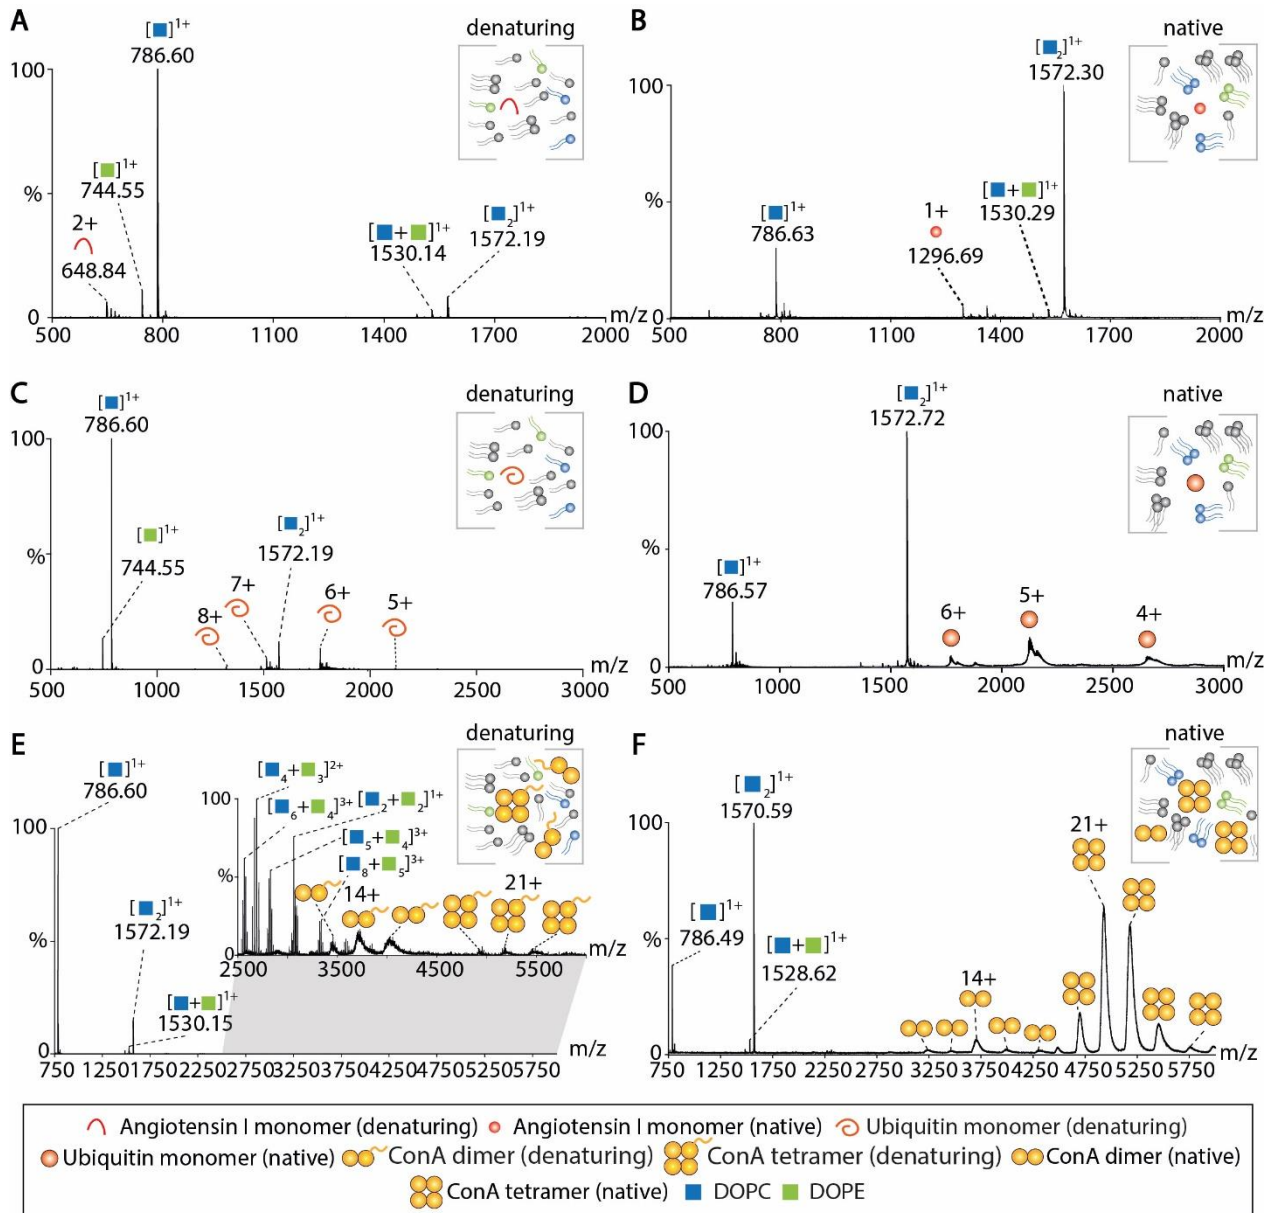 A
denaturing
[ ]1+
786.60
100
[ ]1+
744.55
%
2+
648.84
[ + ]1+
1530.14
[ 2]1+
1572.19
0
500 800 1100 1400 1700 2000 m/z
B
native
[ 2]1+
1572.30
100
%
[ ]1+
786.63
1+
1296.69
[ + ]1+
1530.29
0
500 800 1100 1400 1700 2000 m/z
C
denaturing
[ ]1+
786.60
100
%
[ ]1+
744.55
[ 2]1+
1572.19
8+
7+
6+
5+
0
500 1000 1500 2000 2500 3000 m/z
D
native
[ 2]1+
1572.72
100
%
[ ]1+
786.57
6+
5+
4+
0
500 1000 1500 2000 2500 3000 m/z
E
denaturing
[ ]1+
786.60
100
%
[ 2]1+
1572.19
[ + ]1+
1530.15
0
750 1250 1750 2250 2750 3250 3750 4250 4750 5250 5750 m/z
[ 4+ 3]2+
[ 6+ 4]3+
[ 2+ 2]1+
[ 5+ 4]3+
[ 8+ 5]3+
100
%
14+
21+
0
2500 3500 4500 5500 m/z
F
native
[ 2]1+
1570.59
100
%
[ ]1+
786.49
[ + ]1+
1528.62
14+
21+
0
750 1250 1750 2250 2750 3250 3750 4250 4750 5250 5750 m/z
Angiotensin I monomer (denaturing) Angiotensin I monomer (native) Ubiquitin monomer (denaturing)
Ubiquitin monomer (native) ConA dimer (denaturing) ConA tetramer (denaturing) ConA dimer (native)
ConA tetramer (native) DOPC DOPE